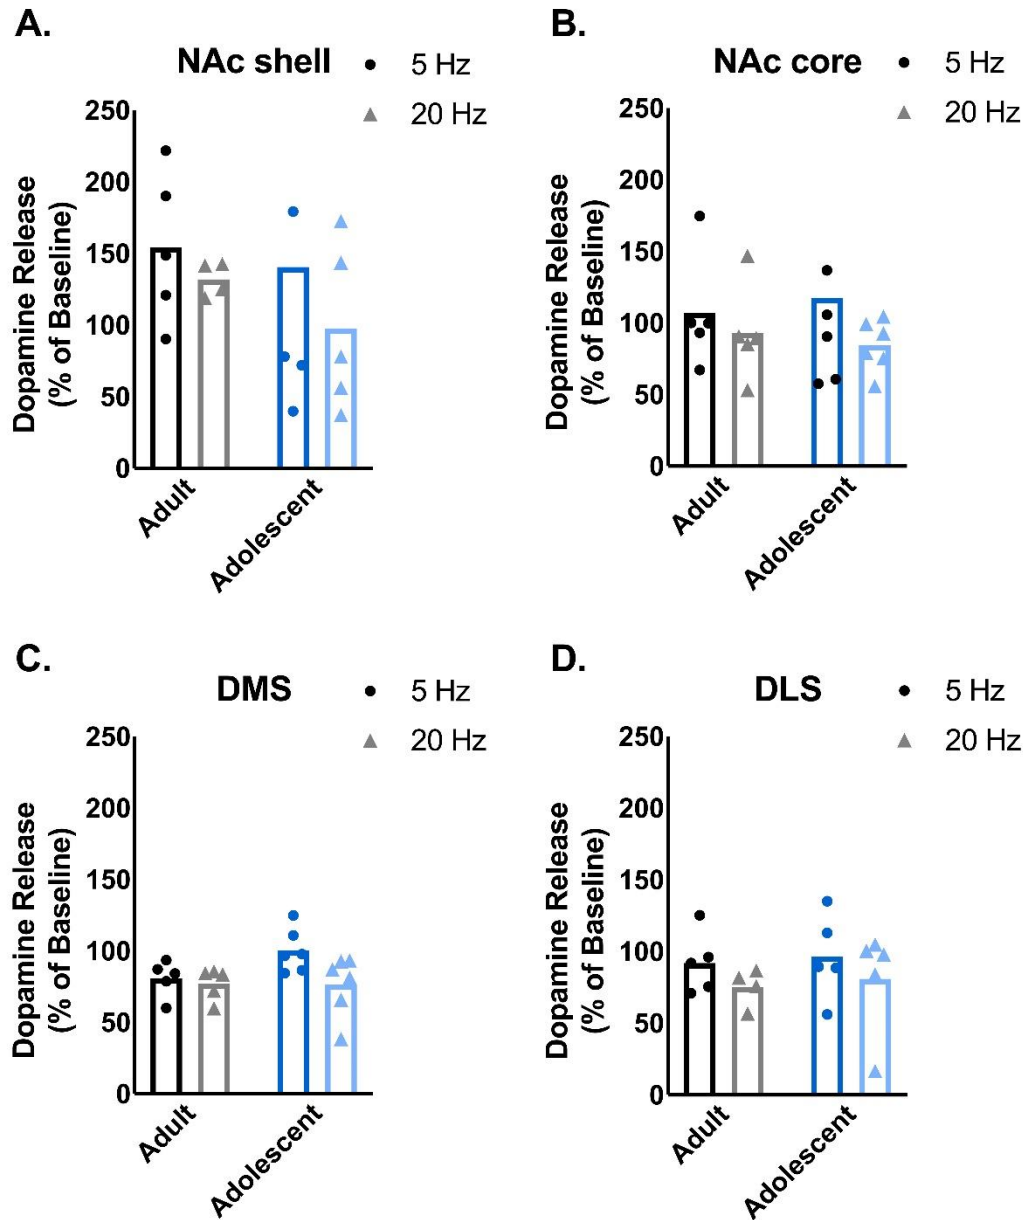 A.
NAc shell
5 Hz
20 Hz
Dopamine Release
(% of Baseline)
250
200
150
100
50
0
Adult
Adolescent
B.
NAc core
5 Hz
20 Hz
Dopamine Release
(% of Baseline)
250
200
150
100
50
0
Adult
Adolescent
C.
DMS
5 Hz
20 Hz
Dopamine Release
(% of Baseline)
250
200
150
100
50
0
Adult
Adolescent
D.
DLS
5 Hz
20 Hz
Dopamine Release
(% of Baseline)
250
200
150
100
50
0
Adult
Adolescent